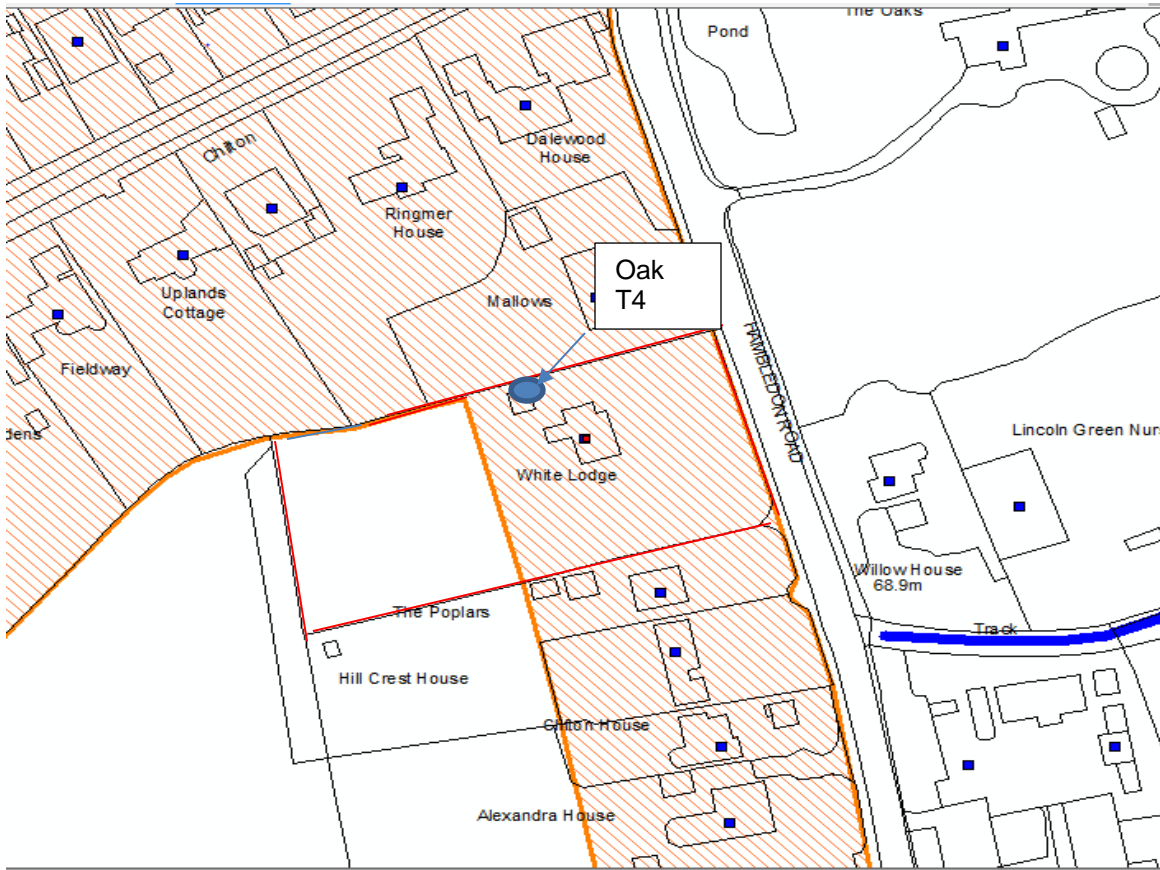 The Oaks
Pond
Dalewood
House
Chilton
Ringmer
House
Oak
T4
Uplands
Cottage
Mallows
Fieldway
HAMBLEDON ROAD
dens
Lincoln Green Nurs
White Lodge
Willow House
68.9m
The Poplars
Track
Hill Crest House
House
Alexandra House